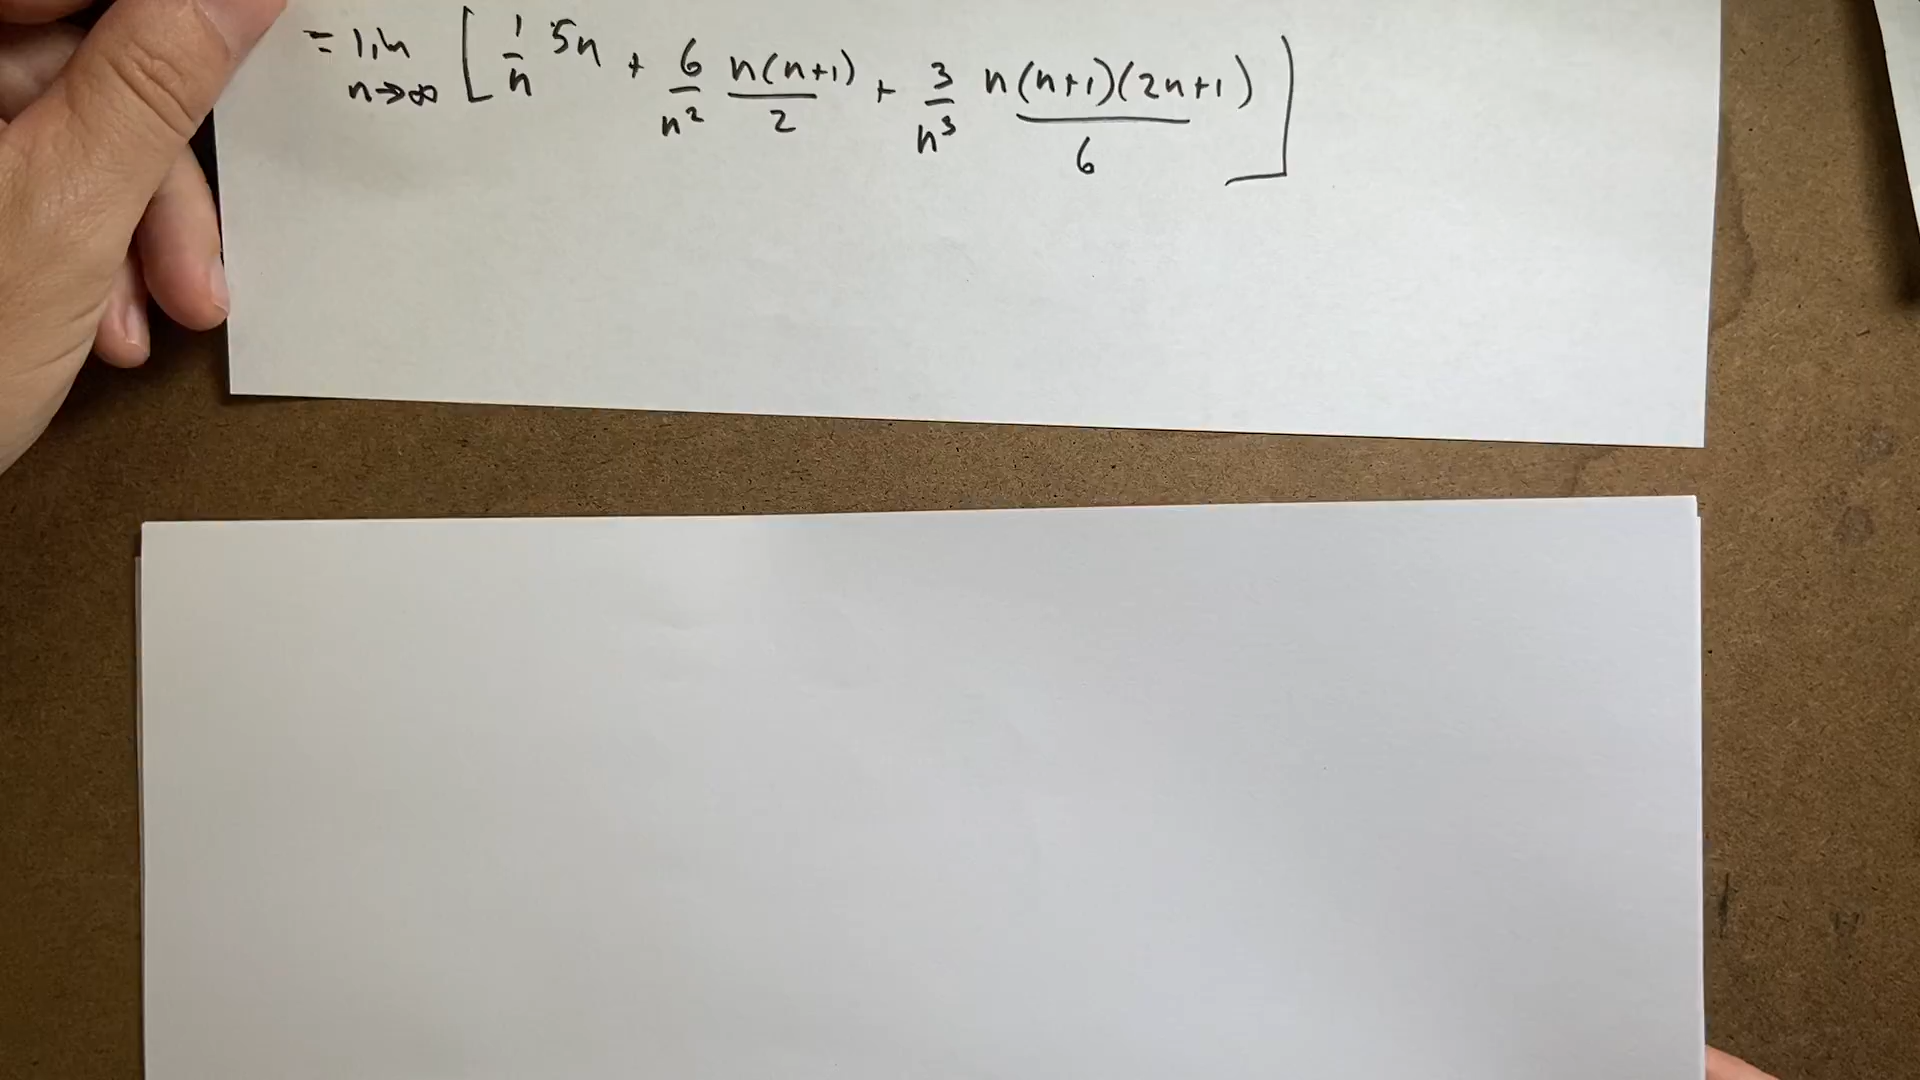 = lim n→∞ [ 1/n 5n + 6/n² n(n+1)/2 + 3/n³ n(n+1)(2n+1)/6 ]